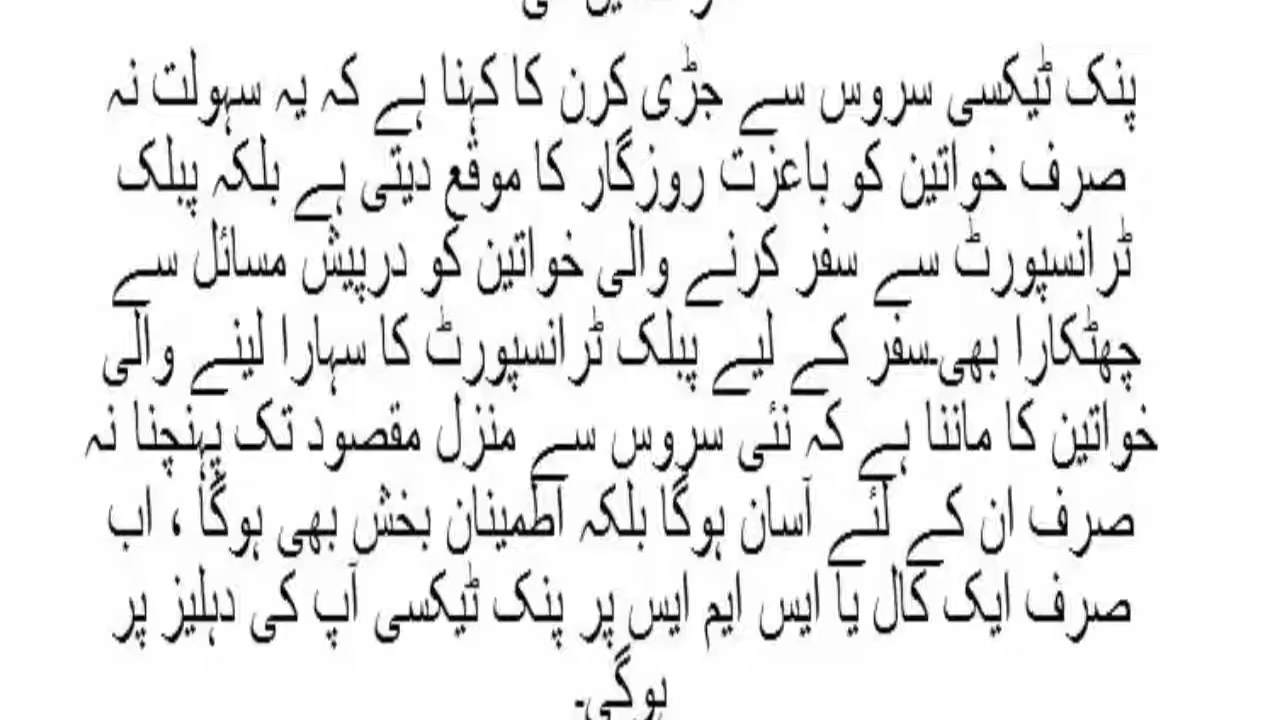 پنک ٹیکسی سروس سے جڑی کرن کا کہنا ہے کہ یہ سہولت نہ
صرف خواتین کو باعزت روزگار کا موقع دیتی ہے بلکہ پبلک
ٹرانسپورٹ سے سفر کرنے والی خواتین کو درپیش مسائل سے
چھٹکارا بھی۔سفر کے لیے پبلک ٹرانسپورٹ کا سہارا لینے والی
خواتین کا ماننا ہے کہ نئی سروس سے منزل مقصود تک پہنچنا نہ
صرف ان کے لئے آسان ہوگا بلکہ اطمینان بخش بھی ہوگا ، اب
صرف ایک کال یا ایس ایم ایس پر پنک ٹیکسی آپ کی دہلیز پر
ہوگی۔